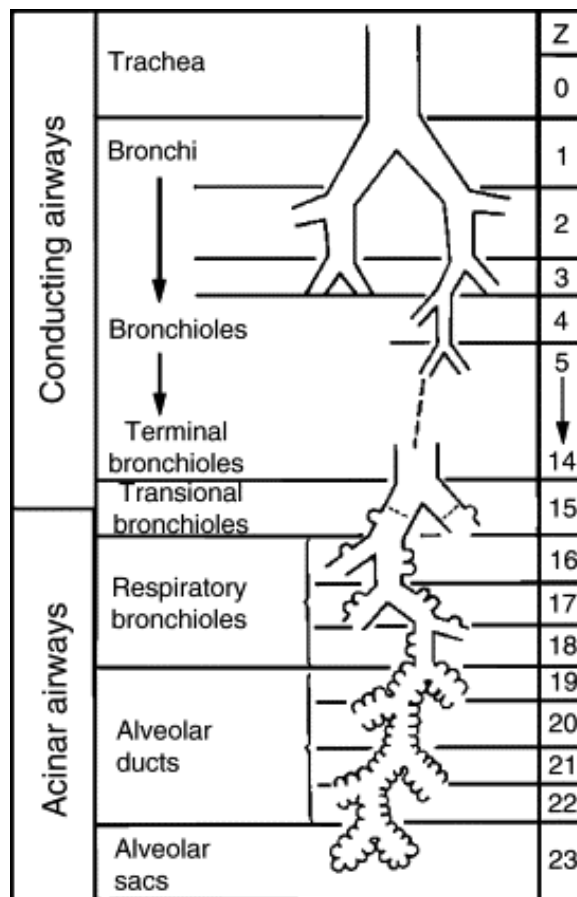 Conducting airways
Acinar airways
Trachea
Bronchi
Bronchioles
Terminal
bronchioles
Transional
bronchioles
Respiratory
bronchioles
Alveolar
ducts
Alveolar
sacs
Z
0
1
2
3
4
5
14
15
16
17
18
19
20
21
22
23